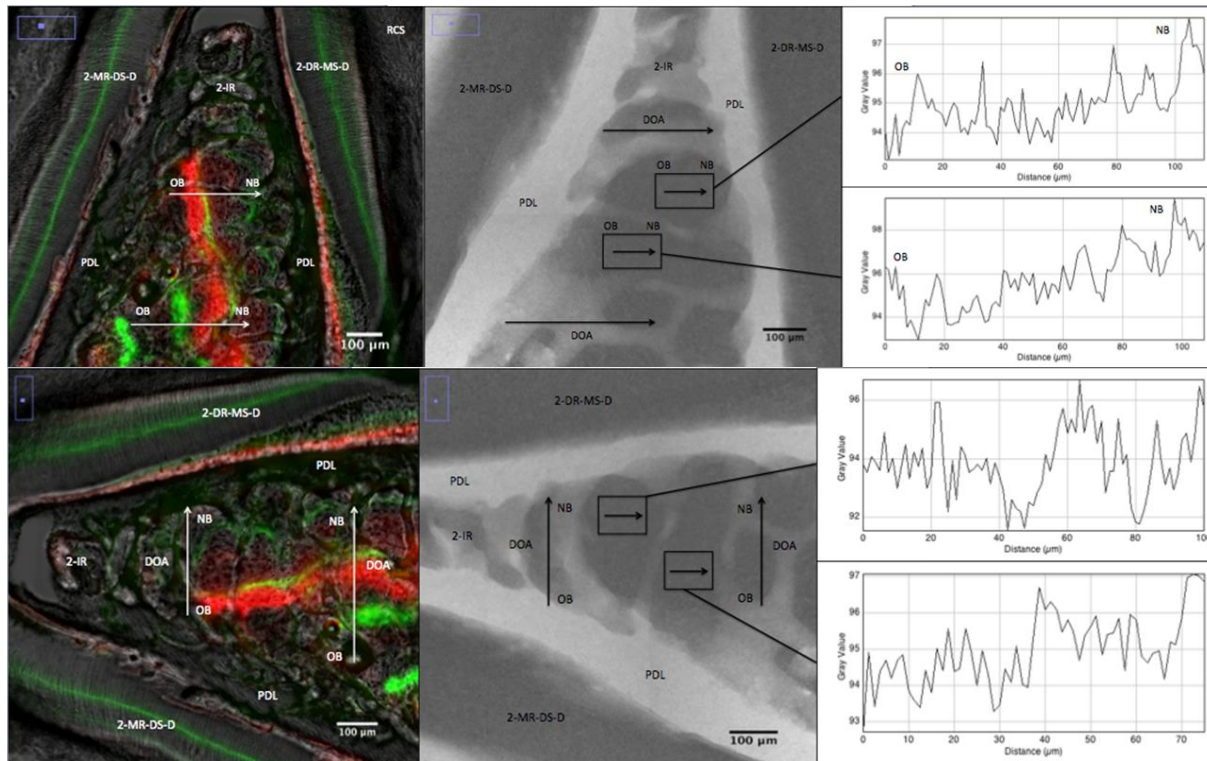 RCS
2-MR-DS-D
2-DR-MS-D
2-IR
OB
NB
PDL
PDL
OB
NB
100 µm
2-IR
2-DR-MS-D
2-MR-DS-D
PDL
DOA
OB
NB
PDL
OB
NB
DOA
100 µm
NB
OB
97
96
95
94
Gray Value
0 20 40 60 80 100
Distance (µm)
NB
OB
98
96
94
Gray Value
0 20 40 60 80 100
Distance (µm)
2-DR-MS-D
PDL
NB
NB
2-IR
DOA
DOA
OB
OB
PDL
2-MR-DS-D
100 µm
2-DR-MS-D
PDL
NB
NB
2-IR
DOA
DOA
OB
OB
PDL
2-MR-DS-D
100 µm
96
94
92
Gray Value
0 20 40 60 80 100
Distance (µm)
97
96
95
94
93
Gray Value
0 10 20 30 40 50 60 70
Distance (µm)